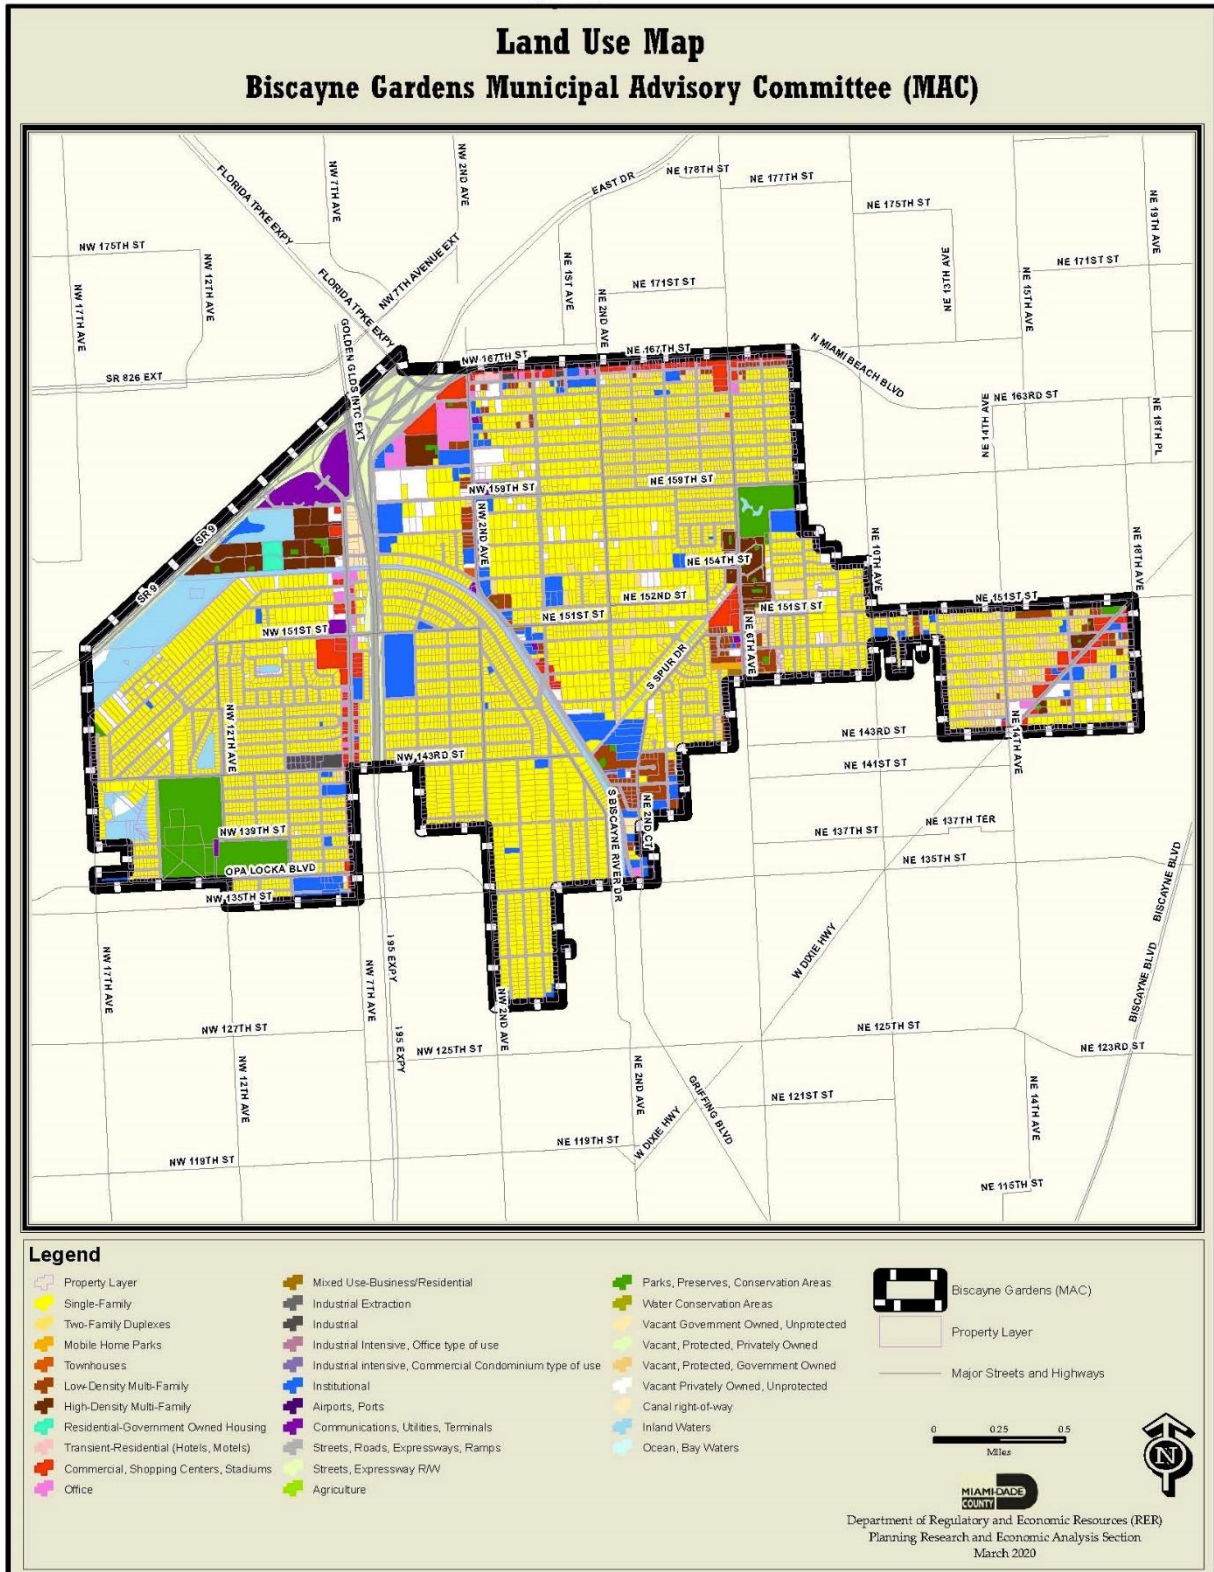 Land Use Map
Biscayne Gardens Municipal Advisory Committee (MAC)
FLORIDA TPKE EXPY
NW 7TH AVE
NW 2ND AVE
EAST DR
NE 178TH ST
NE 177TH ST
NE 175TH ST
NE 19TH AVE
NW 175TH ST
NW 12TH AVE
NW 17TH AVE
NW 7TH AVENUE EXT
FLORIDA TPKE EXPY
NE 1ST AVE
NE 171ST ST
NE 2ND AVE
NE 13TH AVE
NE 15TH AVE
NE 171ST ST
GOLDEN GLDS INTC EXT
SR 826 EXT
NW 167TH ST
NE 167TH ST
N MIAMI BEACH BLVD
NE 163RD ST
NE 14TH AVE
NE 18TH PL
NW 159TH ST
NE 159TH ST
SR 9
NW 2ND AVE
NE 154TH ST
NE 10TH AVE
NE 18TH AVE
SR 9
NE 152ND ST
NE 151ST ST
NE 151ST ST
NE 151ST ST
NW 151ST ST
NE 6TH AVE
S SPUR DR
NW 12TH AVE
NW 143RD ST
NE 143RD ST
NE 14TH AVE
NE 141ST ST
S BISCAYNE RIVER DR
NE 2ND CT
NW 139TH ST
NE 137TH ST
NE 137TH TER
OPA LOCKA BLVD
NE 135TH ST
NW 135TH ST
BISCAYNE BLVD
BISCAYNE BLVD
NW 17TH AVE
NW 7TH AVE
I95 EXPY
W DIXIE HWY
NW 2ND AVE
NW 127TH ST
NW 125TH ST
NE 125TH ST
NE 123RD ST
I95 EXPY
NW 12TH AVE
NE 2ND AVE
GRIFFING BLVD
NE 121ST ST
NE 14TH AVE
W DIXIE HWY
NE 119TH ST
NW 119TH ST
NE 115TH ST
Legend
Property Layer
Single-Family
Two-Family Duplexes
Mobile Home Parks
Townhouses
Low-Density Multi-Family
High-Density Multi-Family
Residential-Government Owned Housing
Transient-Residential (Hotels, Motels)
Commercial, Shopping Centers, Stadiums
Office
Mixed Use-Business/Residential
Industrial Extraction
Industrial
Industrial Intensive, Office type of use
Industrial intensive, Commercial Condominium type of use
Institutional
Airports, Ports
Communications, Utilities, Terminals
Streets, Roads, Expressways, Ramps
Streets, Expressway R/W
Agriculture
Parks, Preserves, Conservation Areas
Water Conservation Areas
Vacant Government Owned, Unprotected
Vacant, Protected, Privately Owned
Vacant, Protected, Government Owned
Vacant Privately Owned, Unprotected
Canal right-of-way
Inland Waters
Ocean, Bay Waters
Biscayne Gardens (MAC)
Property Layer
Major Streets and Highways
0 0.25 0.5
Miles
N
MIAMI-DADE
COUNTY
Department of Regulatory and Economic Resources (RER)
Planning Research and Economic Analysis Section
March 2020